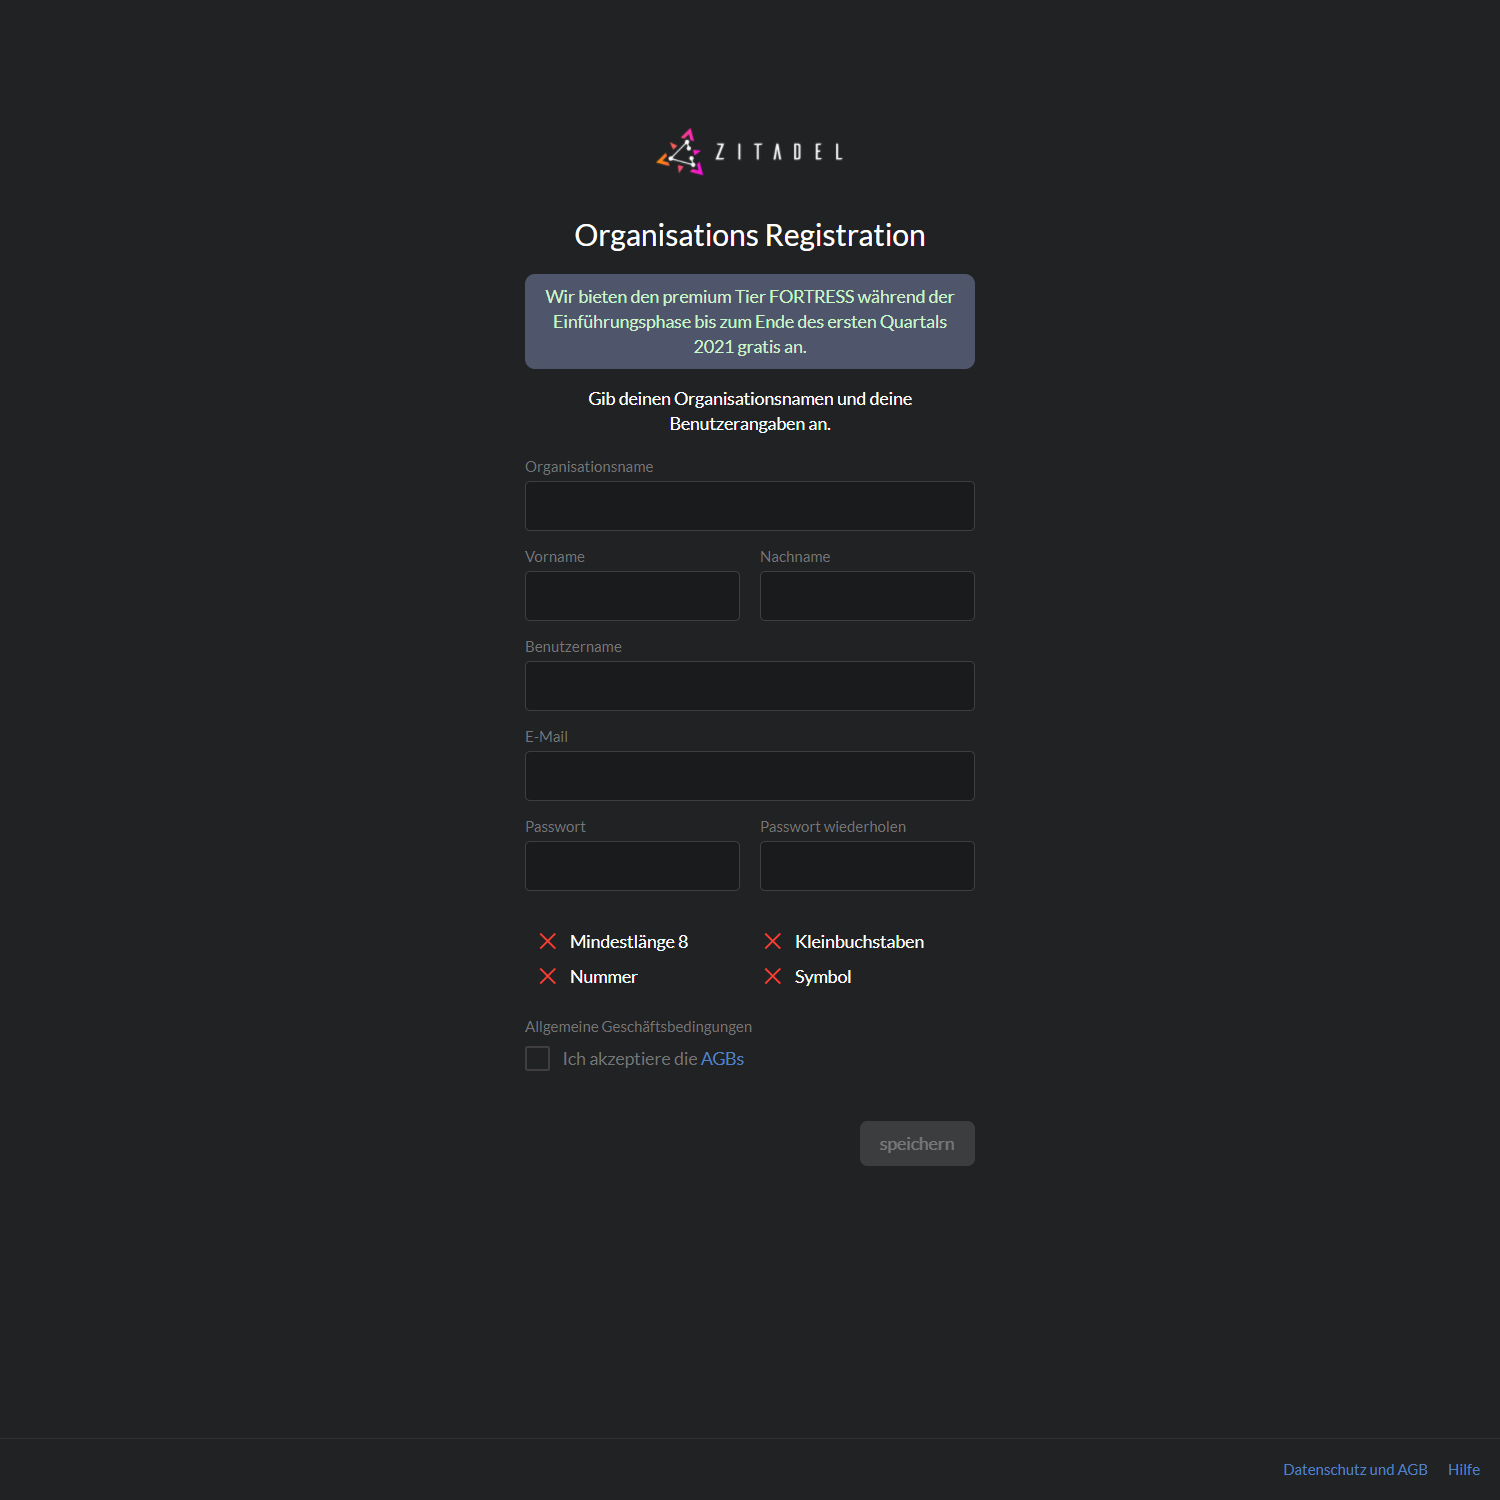 ZITADEL
Organisations Registration
Wir bieten den premium Tier FORTRESS während der
Einführungsphase bis zum Ende des ersten Quartals
2021 gratis an.
Gib deinen Organisationsnamen und deine
Benutzerangaben an.
Organisationsname
Vorname
Nachname
Benutzername
E-Mail
Passwort
Passwort wiederholen
Mindestlänge 8
Kleinbuchstaben
Nummer
Symbol
Allgemeine Geschäftsbedingungen
Ich akzeptiere die AGBs
speichern
Datenschutz und AGB
Hilfe